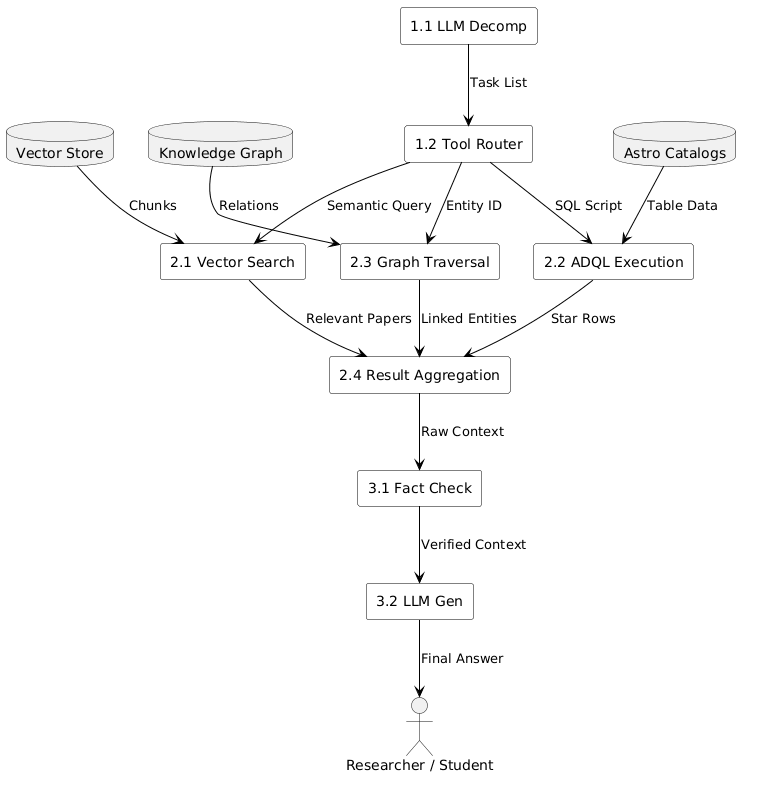 1.1 LLM Decomp
Task List
Vector Store
Knowledge Graph
1.2 Tool Router
Astro Catalogs
Chunks
Relations
Semantic Query
Entity ID
SQL Script
Table Data
2.1 Vector Search
2.3 Graph Traversal
2.2 ADQL Execution
Relevant Papers
Linked Entities
Star Rows
2.4 Result Aggregation
Raw Context
3.1 Fact Check
Verified Context
3.2 LLM Gen
Final Answer
Researcher / Student